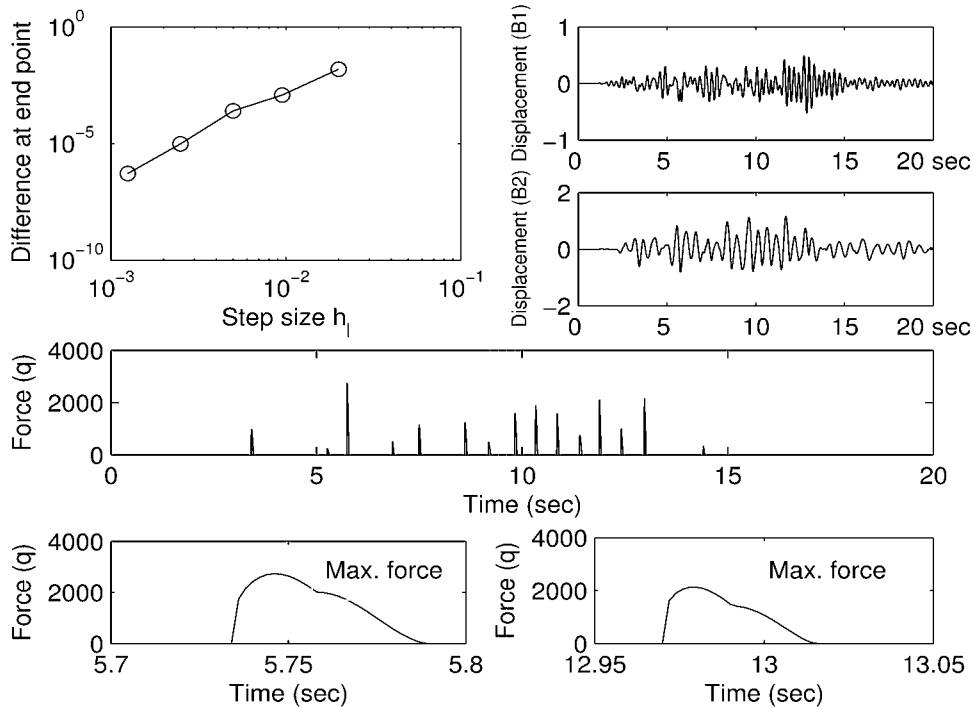 10^0
10^−5
10^−10
Difference at end point
10^−3
10^−2
10^−1
Step size h_l
1
0
−1
Displacement (B1)
0
5
10
15
20 sec
2
0
−2
Displacement (B2)
0
5
10
15
20 sec
4000
2000
0
Force (q)
0
5
10
15
20
Time (sec)
4000
2000
0
Force (q)
Max. force
5.7
5.75
5.8
Time (sec)
4000
2000
0
Force (q)
Max. force
12.95
13
13.05
Time (sec)